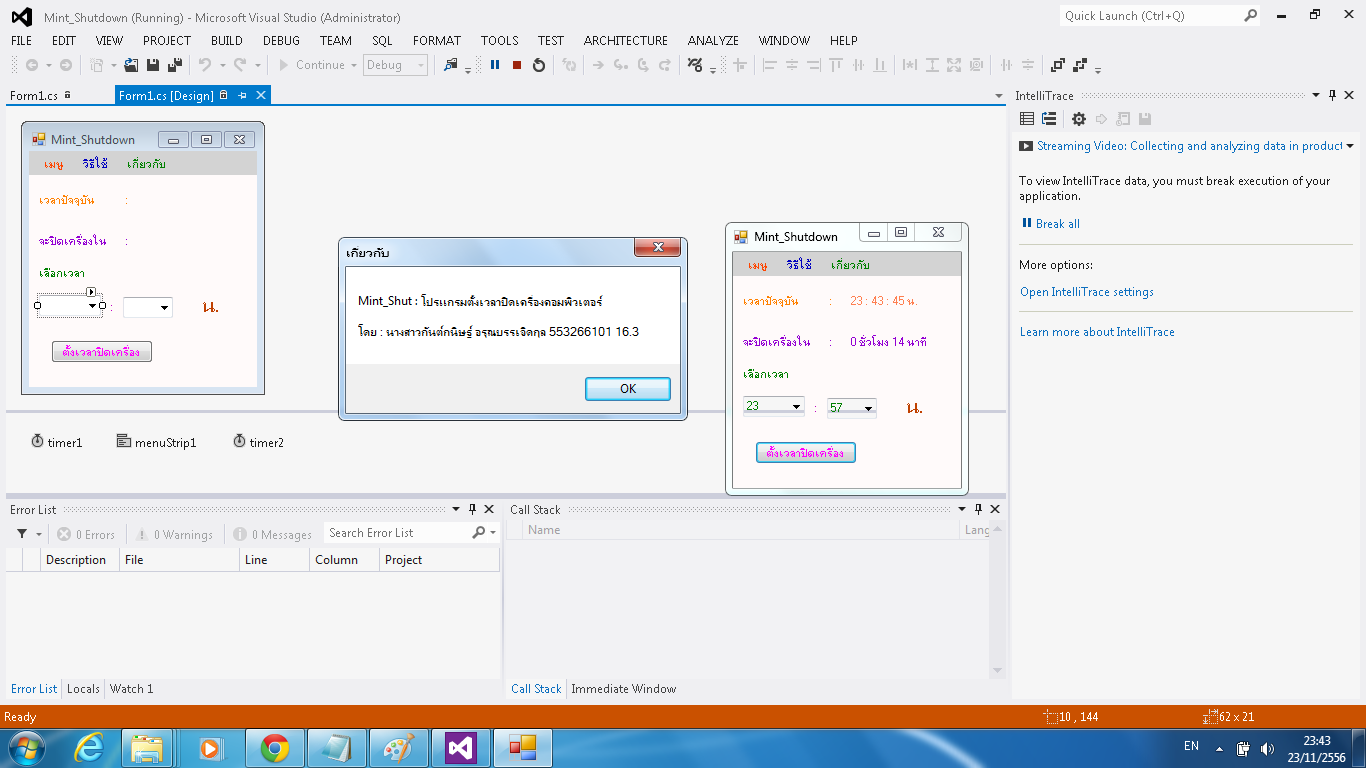 Mint_Shutdown (Running) - Microsoft Visual Studio (Administrator)
Quick Launch (Ctrl+Q)
FILE EDIT VIEW PROJECT BUILD DEBUG TEAM SQL FORMAT TOOLS TEST ARCHITECTURE ANALYZE WINDOW HELP
Continue Debug
Form1.cs Form1.cs [Design]
Mint_Shutdown
เมนู วิธีใช้ เกี่ยวกับ
เวลาปัจจุบัน :
จะปิดเครื่องใน :
เลือกเวลา
: น.
ตั้งเวลาปิดเครื่อง
เกี่ยวกับ
Mint_Shut : โปรแกรมตั้งเวลาปิดเครื่องคอมพิวเตอร์
โดย : นางสาวกันต์กนิษฐ์ อรุณบรรเจิดกุล 553266101 16.3
OK
Mint_Shutdown
เมนู วิธีใช้ เกี่ยวกับ
เวลาปัจจุบัน : 23 : 43 : 45 น.
จะปิดเครื่องใน : 0 ชั่วโมง 14 นาที
เลือกเวลา
23 : 57 น.
ตั้งเวลาปิดเครื่อง
timer1 menuStrip1 timer2
IntelliTrace
Streaming Video: Collecting and analyzing data in product
To view IntelliTrace data, you must break execution of your
application.
Break all
More options:
Open IntelliTrace settings
Learn more about IntelliTrace
Error List
0 Errors 0 Warnings 0 Messages Search Error List
Description File Line Column Project
Error List Locals Watch 1
Call Stack
Name Lang
Call Stack Immediate Window
Ready 10 , 144 62 x 21
EN 23:43
23/11/2556